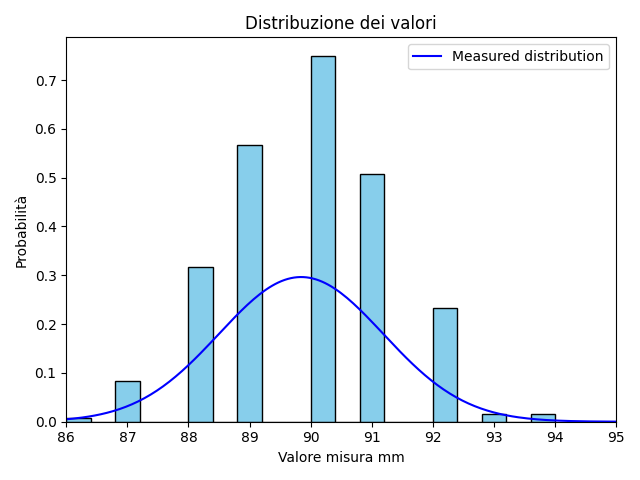 Distribuzione dei valori
Measured distribution
Probabilità
0.7
0.6
0.5
0.4
0.3
0.2
0.1
0.0
86 87 88 89 90 91 92 93 94 95
Valore misura mm